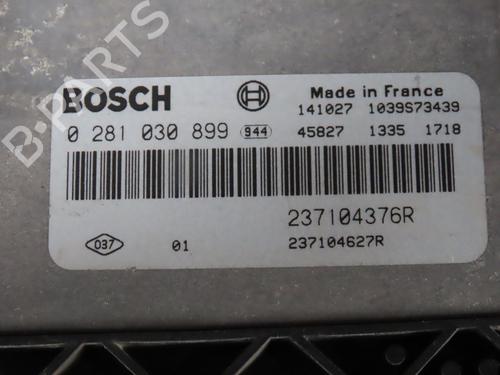 B-PARTS
BOSCH
Made in France
141027 1039S73439
0 281 030 899 944 45827 1335 1718
237104376R
037 01 237104627R